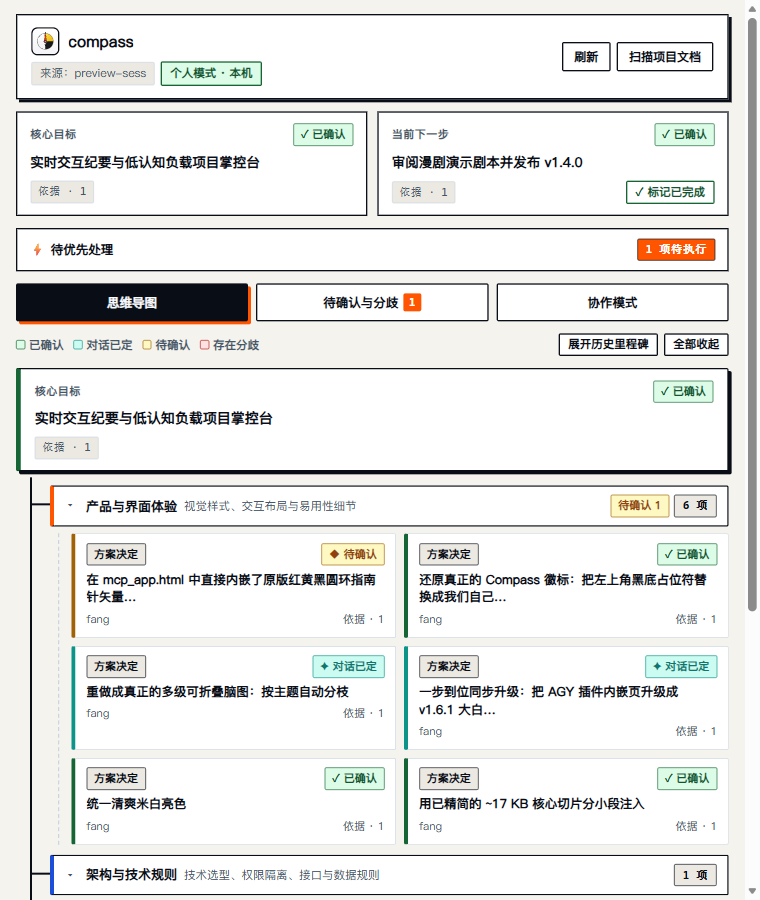 compass
来源：preview-sess
个人模式 · 本机
刷新
扫描项目文档
核心目标
✓ 已确认
实时交互纪要与低认知负载项目掌控台
依据 · 1
当前下一步
✓ 已确认
审阅漫剧演示剧本并发布 v1.4.0
依据 · 1
✓ 标记已完成
待优先处理
1 项待执行
思维导图
待确认与分歧 1
协作模式
已确认
对话已定
待确认
存在分歧
展开历史里程碑
全部收起
核心目标
✓ 已确认
实时交互纪要与低认知负载项目掌控台
依据 · 1
产品与界面体验 视觉样式、交互布局与易用性细节
待确认 1
6 项
方案决定
◆ 待确认
在 mcp_app.html 中直接内嵌了原版红黄黑圆环指南
针矢量...
fang
依据 · 1
方案决定
✓ 已确认
还原真正的 Compass 徽标：把左上角黑底占位符替
换成我们自己...
fang
依据 · 1
方案决定
✦ 对话已定
重做成真正的多级可折叠脑图：按主题自动分枝
fang
依据 · 1
方案决定
✦ 对话已定
一步到位同步升级：把 AGY 插件内嵌页升级成
v1.6.1 大白...
fang
依据 · 1
方案决定
✓ 已确认
统一清爽米白亮色
fang
依据 · 1
方案决定
✓ 已确认
用已精简的 ~17 KB 核心切片分小段注入
fang
依据 · 1
架构与技术规则 技术选型、权限隔离、接口与数据规则
1 项